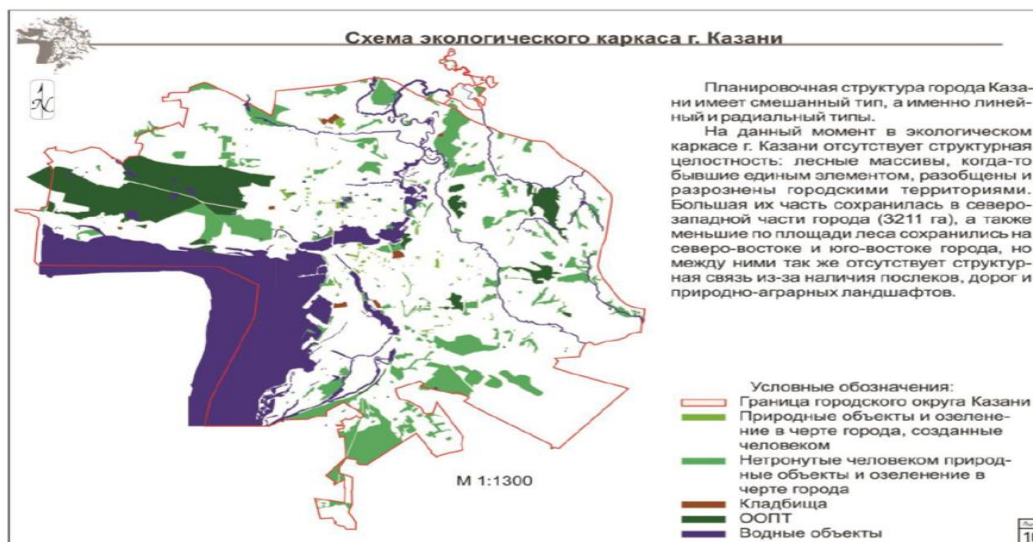 Схема экологического каркаса г. Казани
N
Планировочная структура города Каза-
ни имеет смешанный тип, а именно линей-
ный и радиальный типы.
На данный момент в экологическом
каркасе г. Казани отсутствует структурная
целостность: лесные массивы, когда-то
бывшие единым элементом, разобщены и
разрознены городскими территориями.
Большая их часть сохранилась в северо-
западной части города (3211 га), а также
меньшие по площади леса сохранились на
северо-востоке и юго-востоке города, но
между ними так же отсутствует структур-
ная связь из-за наличия послеков, дорог и
природно-аграрных ландшафтов.
Условные обозначения:
Граница городского округа Казани
Природные объекты и озелене-
ние в черте города, созданные
человеком
Нетронутые человеком природ-
ные объекты и озеленение в
черте города
Кладбища
ООПТ
Водные объекты
М 1:1300